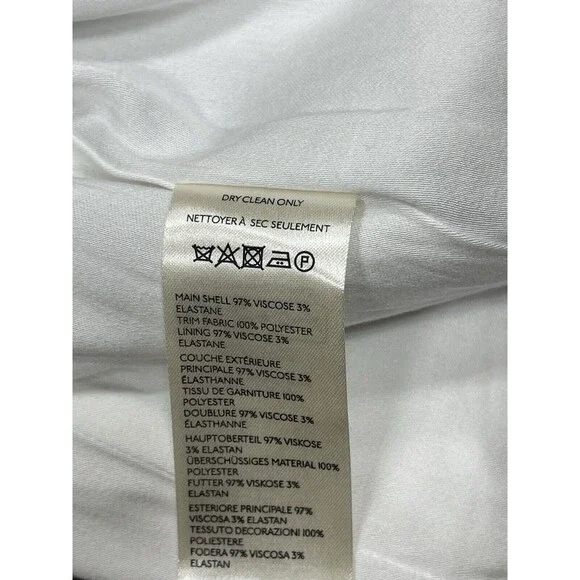 DRY CLEAN ONLY
NETTOYER À SEC SEULEMENT
P
MAIN SHELL 97% VISCOSE 3%
ELASTANE
TRIM FABRIC 100% POLYESTER
LINING 97% VISCOSE 3%
ELASTANE
COUCHE EXTÉRIEURE
PRINCIPALE 97% VISCOSE 3%
ÉLASTHANNE
TISSU DE GARNITURE 100%
POLYESTER
DOUBLURE 97% VISCOSE 3%
ÉLASTHANNE
HAUPTOBERTEIL 97% VISKOSE
3% ELASTAN
ÜBERSCHÜSSIGES MATERIAL 100%
POLYESTER
FUTTER 97% VISKOSE 3%
ELASTAN
ESTERIORE PRINCIPALE 97%
VISCOSA 3% ELASTAN
TESSUTO DECORAZIONI 100%
POLIESTERE
FODERA 97% VISCOSA 3%
ELASTAN